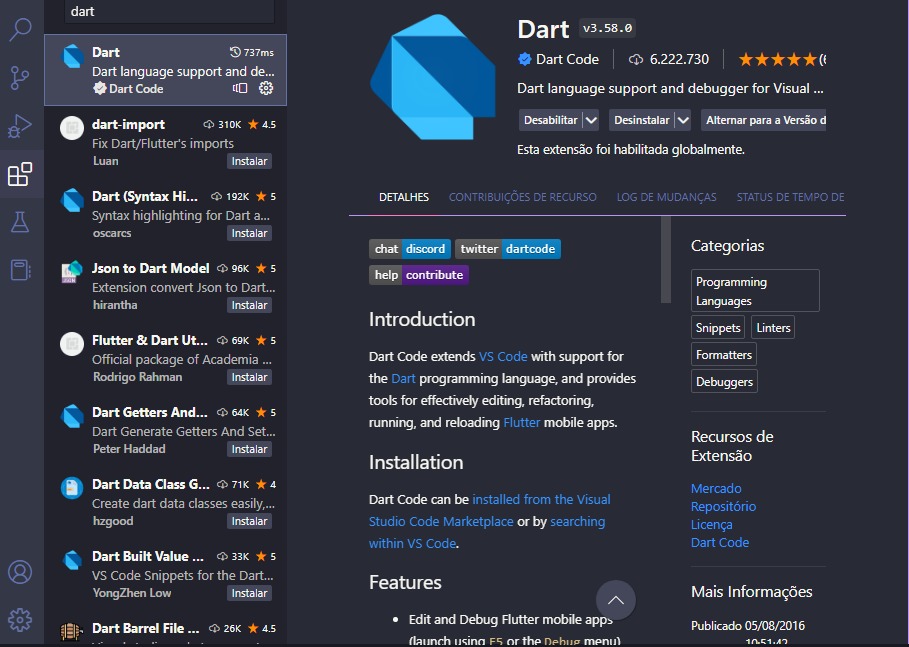 dart
Dart 737ms
Dart language support and de...
Dart Code
dart-import 310K 4.5
Fix Dart/Flutter's imports
Luan Instalar
Dart (Syntax Hi... 192K 5
Syntax highlighting for Dart a...
oscarcs Instalar
Json to Dart Model 96K 5
Extension convert Json to Dart...
hirantha Instalar
Flutter & Dart Ut... 69K 5
Official package of Academia ...
Rodrigo Rahman Instalar
Dart Getters And... 64K 5
Dart Generate Getters And Set...
Peter Haddad Instalar
Dart Data Class G... 71K 4
Create dart data classes easily,...
hzgood Instalar
Dart Built Value ... 33K 5
VS Code Snippets for the Dart...
YongZhen Low Instalar
Dart Barrel File ... 26K 4.5
Dart v3.58.0
Dart Code 6.222.730 (
Dart language support and debugger for Visual ...
Desabilitar Desinstalar Alternar para a Versão d
Esta extensão foi habilitada globalmente.
DETALHES CONTRIBUIÇÕES DE RECURSO LOG DE MUDANÇAS STATUS DE TEMPO DE
chat discord twitter dartcode
help contribute
Introduction
Dart Code extends VS Code with support for
the Dart programming language, and provides
tools for effectively editing, refactoring,
running, and reloading Flutter mobile apps.
Installation
Dart Code can be installed from the Visual
Studio Code Marketplace or by searching
within VS Code.
Features
• Edit and Debug Flutter mobile apps
(launch using F5 or the Debug menu)
Categorias
Programming
Languages
Snippets Linters
Formatters
Debuggers
Recursos de
Extensão
Mercado
Repositório
Licença
Dart Code
Mais Informações
Publicado 05/08/2016
10:51:42